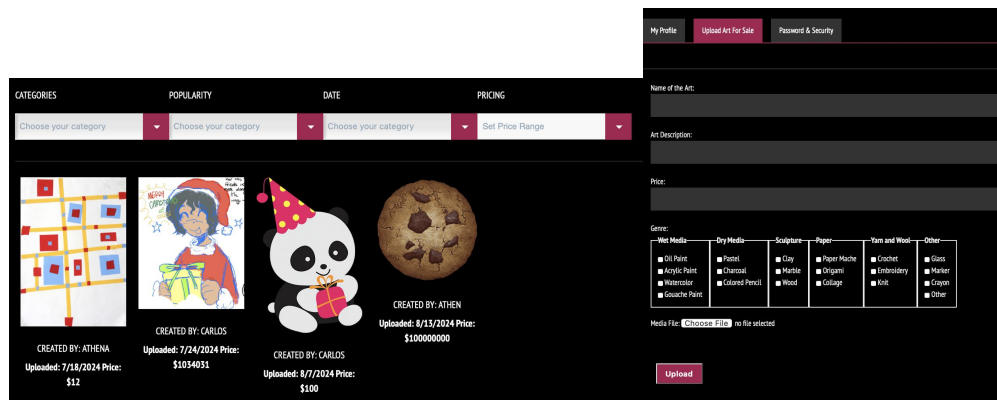 My Profile
Upload Art For Sale
Password & Security
CATEGORIES
POPULARITY
DATE
PRICING
Choose your category
Choose your category
Choose your category
Set Price Range
MERRY
CREATED BY: ATHENA
Uploaded: 7/18/2024 Price:
$12
CREATED BY: CARLOS
Uploaded: 7/24/2024 Price:
$1034031
CREATED BY: CARLOS
Uploaded: 8/7/2024 Price:
$100
CREATED BY: ATHEN
Uploaded: 8/13/2024 Price:
$100000000
Name of the Art:
Art Description:
Price:
Genre:
Wet Media
Oil Paint
Acrylic Paint
Watercolor
Gouache Paint
Dry Media
Pastel
Charcoal
Colored Pencil
Sculpture
Clay
Marble
Wood
Paper
Paper Mache
Origami
Collage
Yarn and Wool
Crochet
Embroidery
Knit
Other
Glass
Marker
Crayon
Other
Media File: Choose File no file selected
Upload